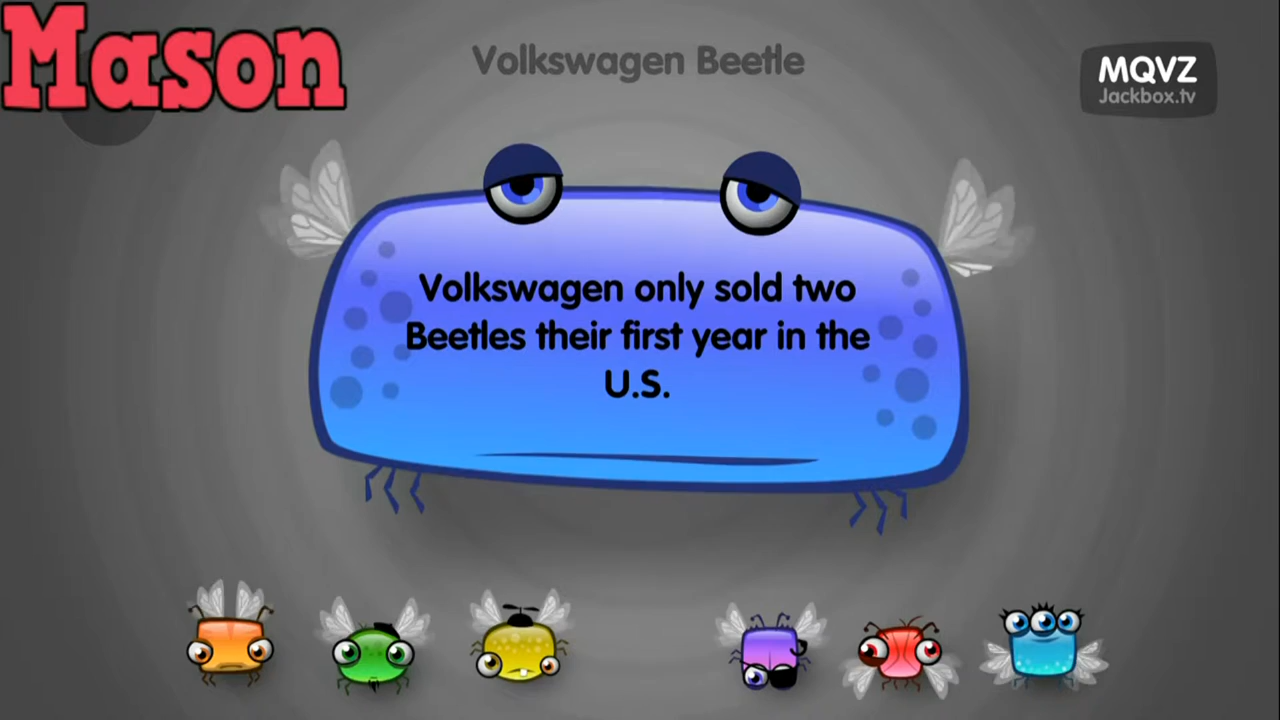 Mason
Volkswagen Beetle
MQVZ
Jackbox.tv
Volkswagen only sold two
Beetles their first year in the
U.S.